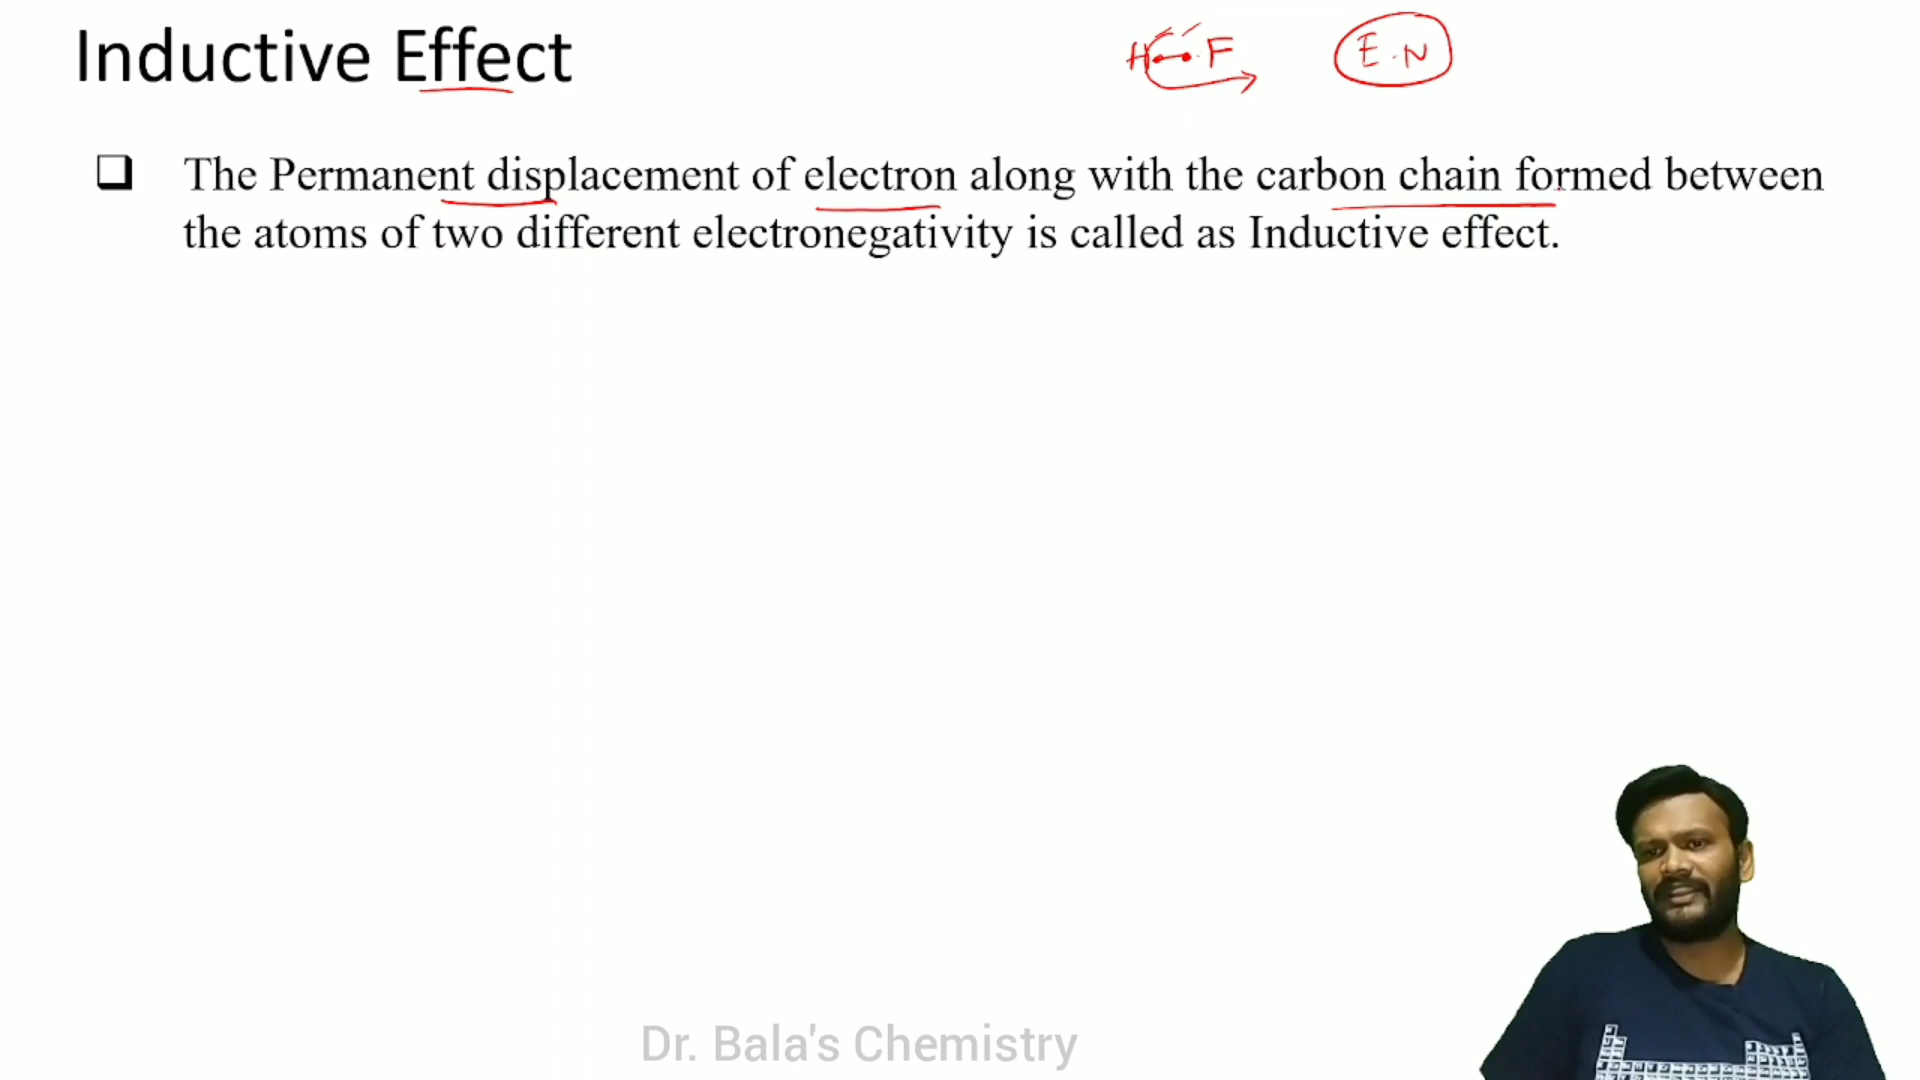 Inductive Effect
H F
E.N
❑ The Permanent displacement of electron along with the carbon chain formed between
the atoms of two different electronegativity is called as Inductive effect.
Dr. Bala's Chemistry